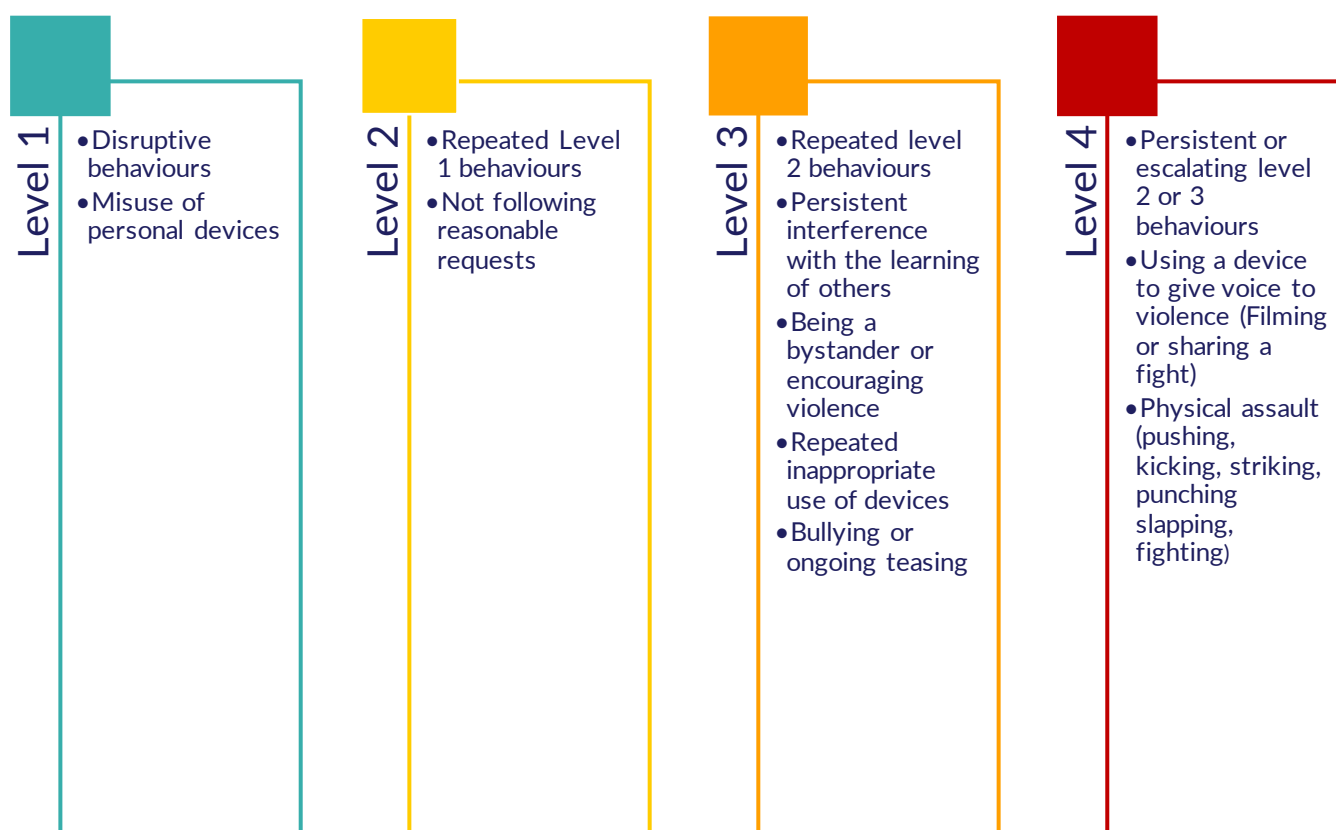 Level 1
•Disruptive
behaviours
•Misuse of
personal devices
Level 2
•Repeated Level
1 behaviours
•Not following
reasonable
requests
Level 3
•Repeated level
2 behaviours
•Persistent
interference
with the learning
of others
•Being a
bystander or
encouraging
violence
•Repeated
inappropriate
use of devices
•Bullying or
ongoing teasing
Level 4
•Persistent or
escalating level
2 or 3
behaviours
•Using a device
to give voice to
violence (Filming
or sharing a
fight)
•Physical assault
(pushing,
kicking, striking,
punching
slapping,
fighting)